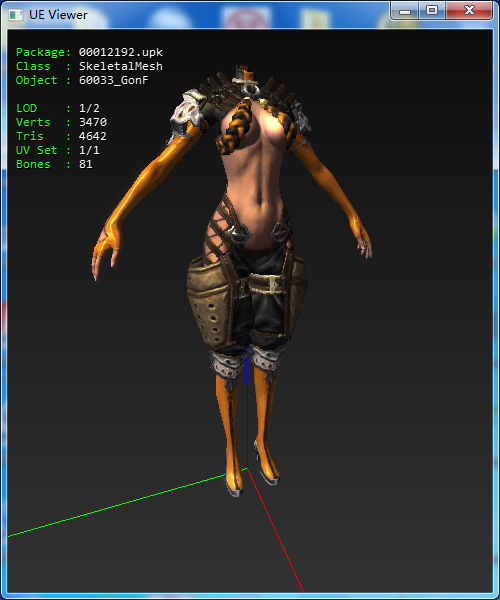 UE Viewer
Package: 00012192.upk
Class : SkeletalMesh
Object : 60033_GonF
LOD : 1/2
Verts : 3470
Tris : 4642
UV Set : 1/1
Bones : 81